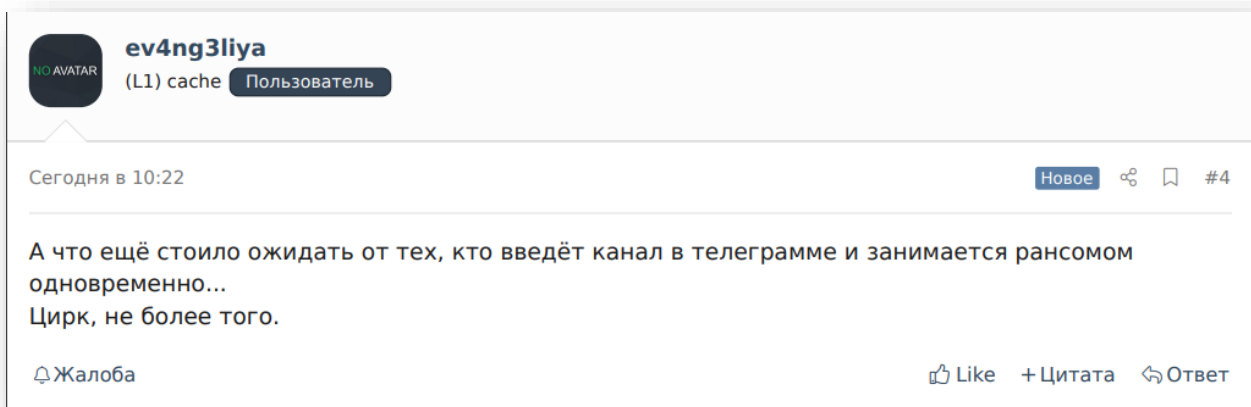 ev4ng3liya
NO AVATAR
(L1) cache Пользователь
Сегодня в 10:22 Новое #4
А что ещё стоило ожидать от тех, кто введёт канал в телеграмме и занимается рансомом
одновременно...
Цирк, не более того.
Жалоба Like +Цитата Ответ